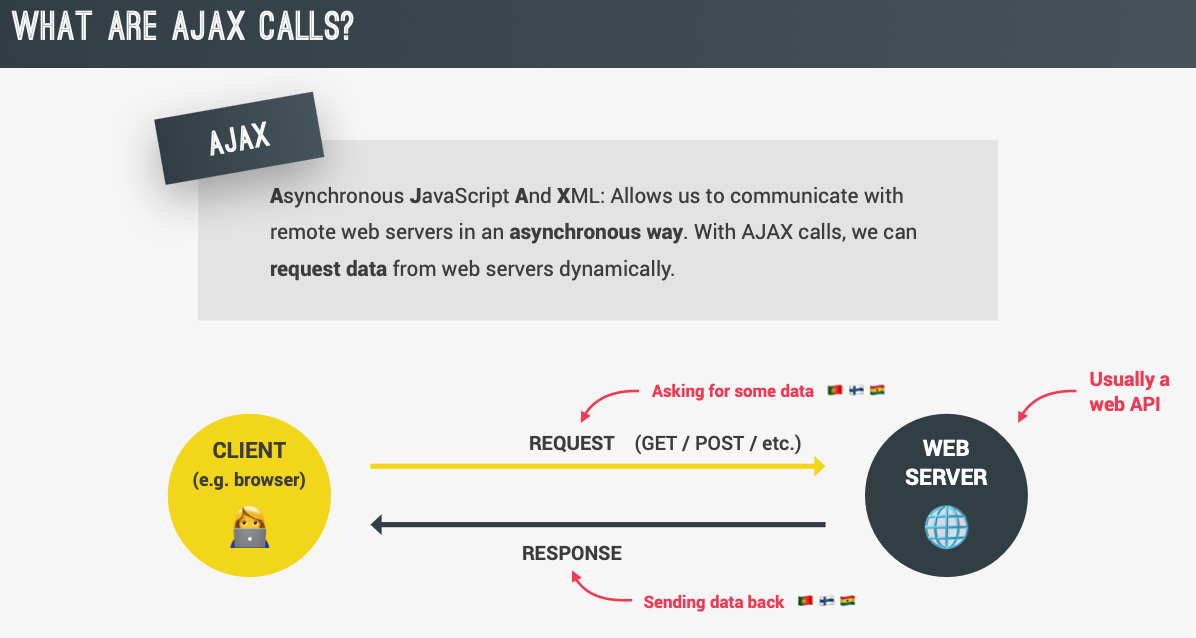 WHAT ARE AJAX CALLS?
AJAX
Asynchronous JavaScript And XML: Allows us to communicate with
remote web servers in an asynchronous way. With AJAX calls, we can
request data from web servers dynamically.
Usually a
web API
Asking for some data
REQUEST (GET / POST / etc.)
CLIENT
(e.g. browser)
WEB
SERVER
RESPONSE
Sending data back